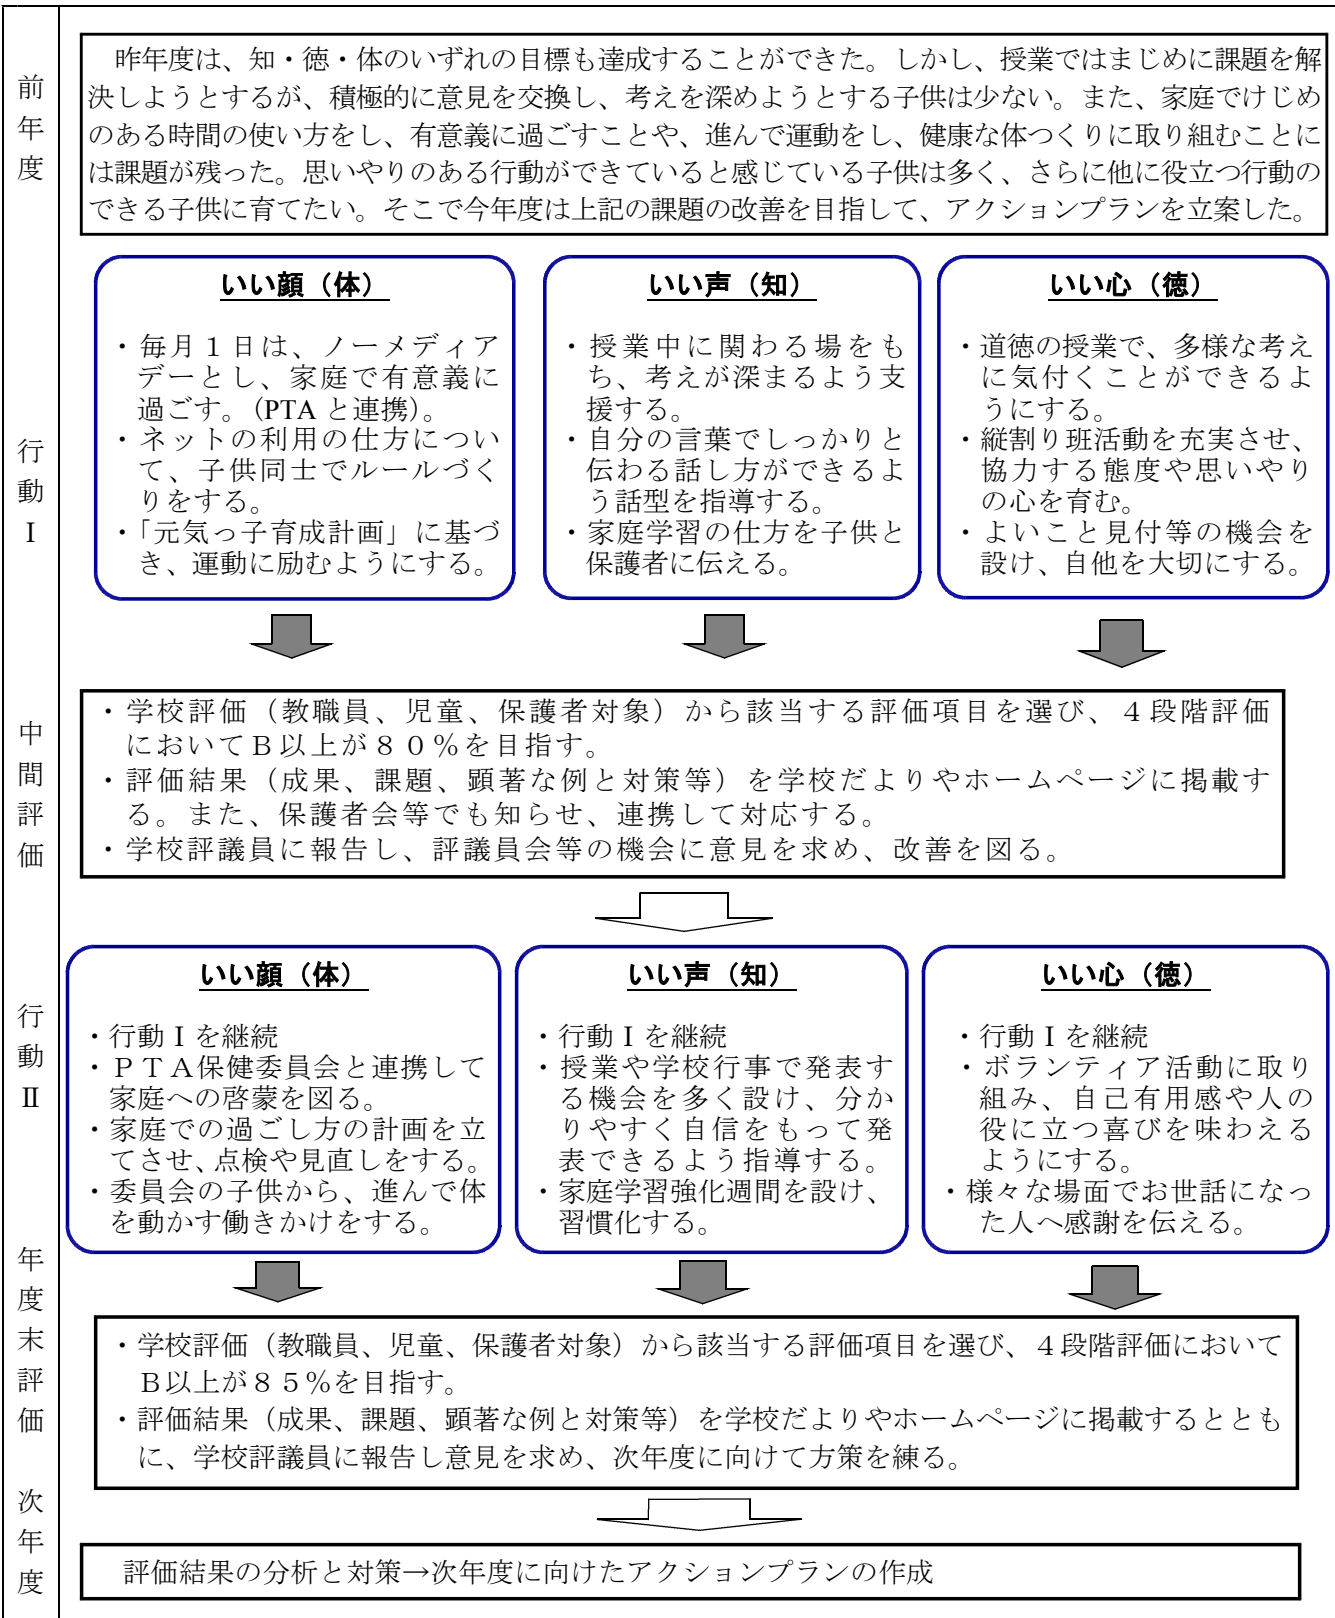 前年度
昨年度は、知・徳・体のいずれの目標も達成することができた。しかし、授業ではまじめに課題を解
決しようとするが、積極的に意見を交換し、考えを深めようとする子供は少ない。また、家庭でけじめ
のある時間の使い方をし、有意義に過ごすことや、進んで運動をし、健康な体つくりに取り組むことに
は課題が残った。思いやりのある行動ができていると感じている子供は多く、さらに他に役立つ行動の
できる子供に育てたい。そこで今年度は上記の課題の改善を目指して、アクションプランを立案した。
行動Ⅰ
いい顔（体）
・毎月１日は、ノーメディア
デーとし、家庭で有意義に
過ごす。(PTA と連携)。
・ネットの利用の仕方につい
て、子供同士でルールづく
りをする。
・「元気っ子育成計画」に基づ
き、運動に励むようにする。
いい声（知）
・授業中に関わる場をも
ち、考えが深まるよう支
援する。
・自分の言葉でしっかりと
伝わる話し方ができるよ
う話型を指導する。
・家庭学習の仕方を子供と
保護者に伝える。
いい心（徳）
・道徳の授業で、多様な考え
に気付くことができるよ
うにする。
・縦割り班活動を充実させ、
協力する態度や思いやり
の心を育む。
・よいこと見付等の機会を
設け、自他を大切にする。
中間評価
・学校評価（教職員、児童、保護者対象）から該当する評価項目を選び、４段階評価
においてＢ以上が８０％を目指す。
・評価結果（成果、課題、顕著な例と対策等）を学校だよりやホームページに掲載す
る。また、保護者会等でも知らせ、連携して対応する。
・学校評議員に報告し、評議員会等の機会に意見を求め、改善を図る。
行動Ⅱ
いい顔（体）
・行動Ⅰを継続
・ＰＴＡ保健委員会と連携して
家庭への啓蒙を図る。
・家庭での過ごし方の計画を立
てさせ、点検や見直しをする。
・委員会の子供から、進んで体
を動かす働きかけをする。
いい声（知）
・行動Ⅰを継続
・授業や学校行事で発表す
る機会を多く設け、分か
りやすく自信をもって発
表できるよう指導する。
・家庭学習強化週間を設け、
習慣化する。
いい心（徳）
・行動Ⅰを継続
・ボランティア活動に取り
組み、自己有用感や人の
役に立つ喜びを味わえる
ようにする。
・様々な場面でお世話になっ
た人へ感謝を伝える。
年度末評価
・学校評価（教職員、児童、保護者対象）から該当する評価項目を選び、４段階評価において
Ｂ以上が８５％を目指す。
・評価結果（成果、課題、顕著な例と対策等）を学校だよりやホームページに掲載するととも
に、学校評議員に報告し意見を求め、次年度に向けて方策を練る。
次年度
評価結果の分析と対策→次年度に向けたアクションプランの作成